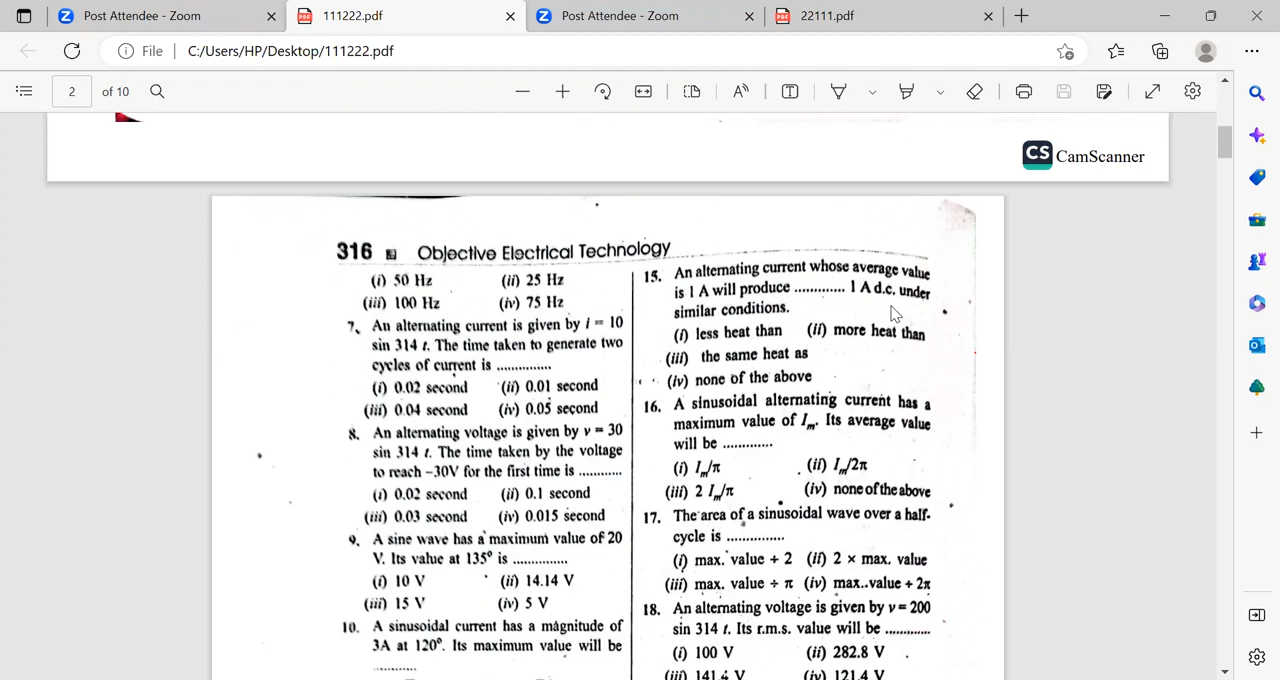 Post Attendee - Zoom
111222.pdf
Post Attendee - Zoom
22111.pdf
File
C:/Users/HP/Desktop/111222.pdf
2
of 10
CS CamScanner
316 Objective Electrical Technology
(i) 50 Hz (ii) 25 Hz
(iii) 100 Hz (iv) 75 Hz
7. An alternating current is given by i = 10
sin 314 t. The time taken to generate two
cycles of current is ..............
(i) 0.02 second (ii) 0.01 second
(iii) 0.04 second (iv) 0.05 second
8. An alternating voltage is given by v = 30
sin 314 t. The time taken by the voltage
to reach –30V for the first time is ...........
(i) 0.02 second (ii) 0.1 second
(iii) 0.03 second (iv) 0.015 second
9. A sine wave has a maximum value of 20
V. Its value at 135° is ..............
(i) 10 V (ii) 14.14 V
(iii) 15 V (iv) 5 V
10. A sinusoidal current has a magnitude of
3A at 120°. Its maximum value will be
...........
15. An alternating current whose average value
is 1 A will produce ............. 1 A d.c. under
similar conditions.
(i) less heat than (ii) more heat than
(iii) the same heat as
(iv) none of the above
16. A sinusoidal alternating current has a
maximum value of Im. Its average value
will be .............
(i) Im/π (ii) Im/2π
(iii) 2 Im/π (iv) none of the above
17. The area of a sinusoidal wave over a half-
cycle is ...............
(i) max. value ÷ 2 (ii) 2 × max. value
(iii) max. value ÷ π (iv) max. value ÷ 2π
18. An alternating voltage is given by v = 200
sin 314 t. Its r.m.s. value will be ............
(i) 100 V (ii) 282.8 V
(iii) 141.4 V (iv) 121.4 V